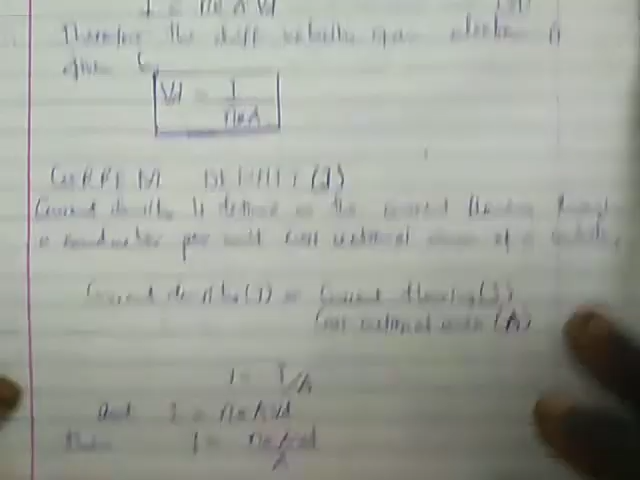 I = neAVd
Therefore the drift velocity of an electron is
given by
Vd = I / neA
CURRENT DENSITY (J)
Current density is defined as the current flowing through
a conductor per unit cross sectional area of a conductor.
Current density (J) = Current flowing (I)
Cross sectional area (A)
J = I/A
But I = neAVd
Then J = neAVd
A